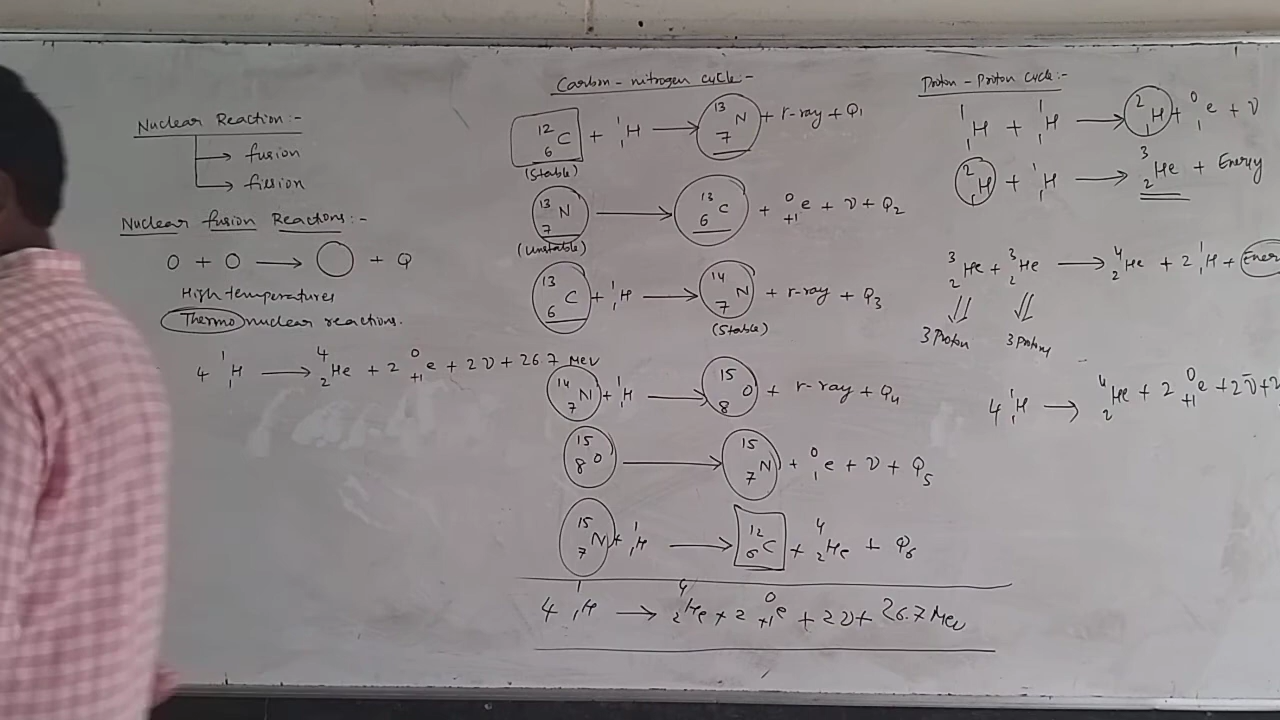 Nuclear Reaction:-
→ fusion
→ fission
Nuclear fusion Reactions:-
O + O → ◯ + Q
High temperatures
Thermonuclear reactions.
4 ¹₁H → ⁴₂He + 2 ⁰₊₁e + 2ν + 26.7 MeV
Carbon-nitrogen cycle:-
¹²₆C + ¹₁H → ¹³₇N + r-ray + Q₁
(Stable)
¹³₇N → ¹³₆C + ⁰₊₁e + ν + Q₂
(Unstable)
¹³₆C + ¹₁H → ¹⁴₇N + r-ray + Q₃
(Stable)
¹⁴₇N + ¹₁H → ¹⁵₈O + r-ray + Q₄
¹⁵₈O → ¹⁵₇N + ⁰₁e + ν + Q₅
¹⁵₇N + ¹₁H → ¹²₆C + ⁴₂He + Q₆
4 ¹₁H → ⁴₂He + 2 ⁰₊₁e + 2ν + 26.7 MeV
Proton-Proton cycle:-
¹₁H + ¹₁H → ²₁H + ⁰₁e + ν
²₁H + ¹₁H → ³₂He + Energy
³₂He + ³₂He → ⁴₂He + 2 ¹₁H + Ener
3 Proton 3 Proton
4 ¹₁H → ⁴₂He + 2 ⁰₊₁e + 2ν̄ + 2